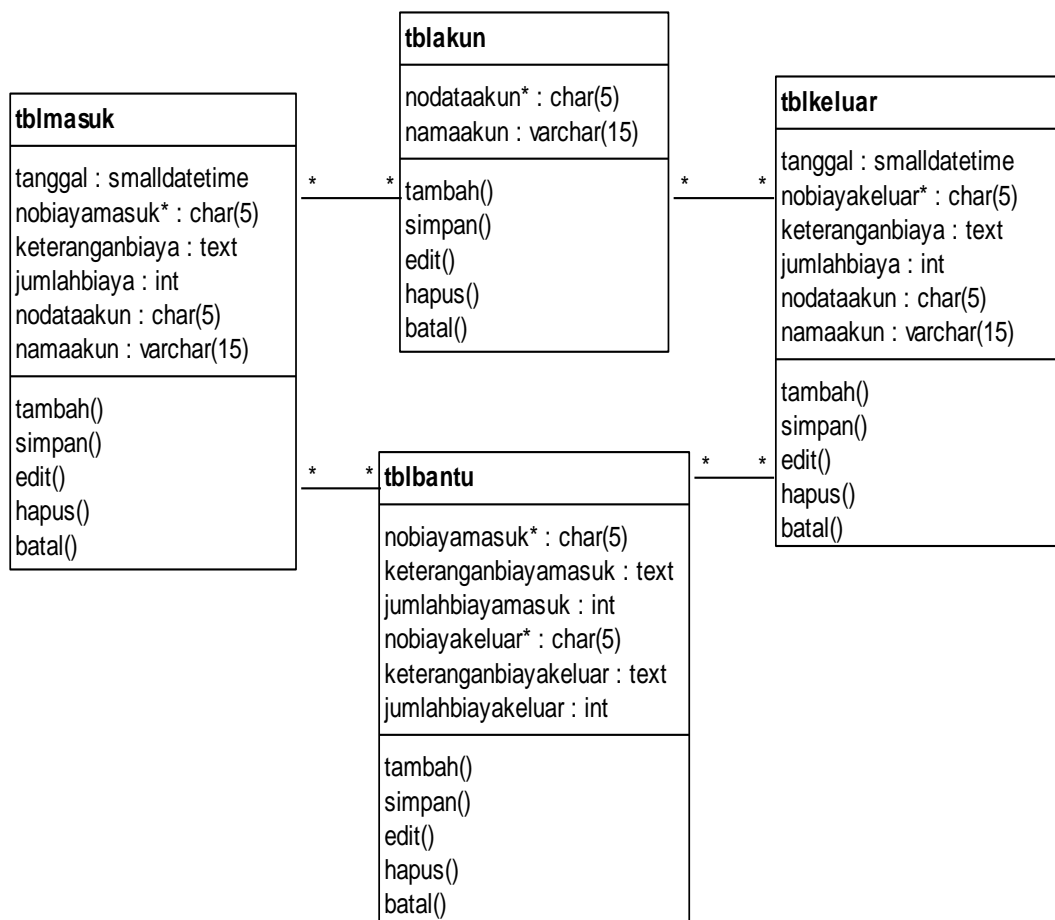 tblakun
nodataakun* : char(5)
namaakun : varchar(15)
tambah()
simpan()
edit()
hapus()
batal()
tblmasuk
tanggal : smalldatetime
nobiayamasuk* : char(5)
keteranganbiaya : text
jumlahbiaya : int
nodataakun : char(5)
namaakun : varchar(15)
tambah()
simpan()
edit()
hapus()
batal()
* *
* *
tblkeluar
tanggal : smalldatetime
nobiayakeluar* : char(5)
keteranganbiaya : text
jumlahbiaya : int
nodataakun : char(5)
namaakun : varchar(15)
tambah()
simpan()
edit()
hapus()
batal()
* *
* *
tblbantu
nobiayamasuk* : char(5)
keteranganbiayamasuk : text
jumlahbiayamasuk : int
nobiayakeluar* : char(5)
keteranganbiayakeluar : text
jumlahbiayakeluar : int
tambah()
simpan()
edit()
hapus()
batal()